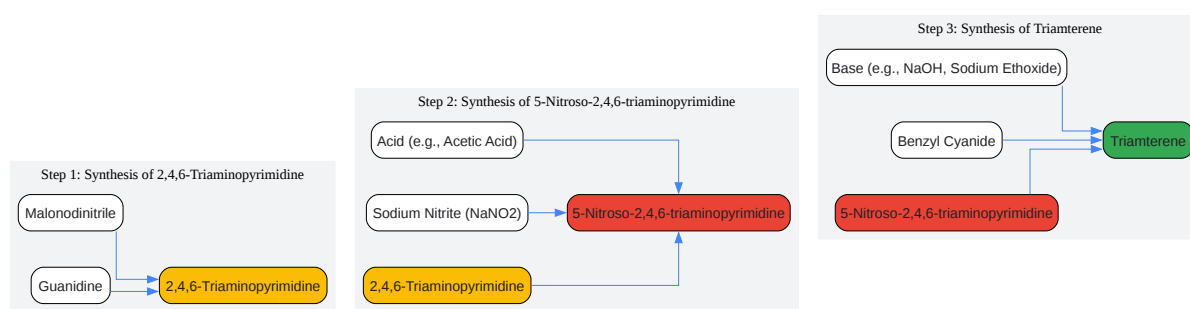 Step 1: Synthesis of 2,4,6-Triaminopyrimidine
Malonodinitrile
Guanidine
2,4,6-Triaminopyrimidine
Step 2: Synthesis of 5-Nitroso-2,4,6-triaminopyrimidine
Acid (e.g., Acetic Acid)
Sodium Nitrite (NaNO2)
5-Nitroso-2,4,6-triaminopyrimidine
2,4,6-Triaminopyrimidine
Step 3: Synthesis of Triamterene
Base (e.g., NaOH, Sodium Ethoxide)
Benzyl Cyanide
Triamterene
5-Nitroso-2,4,6-triaminopyrimidine